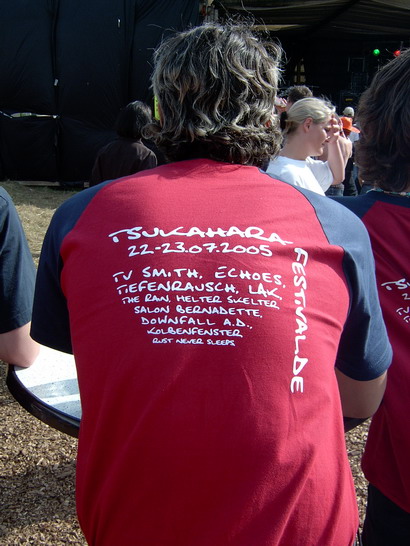 TSUKAHARA
22-23.07.2005
FESTIVAL.DE
TV SMITH, ECHOES,
TIEFENRAUSCH, LAK,
THE RAIN, HELTER SKELTER,
SALON BERNADETTE,
DOWNFALL A.D.,
KOLBENFENSTER
RUST NEVER SLEEPS